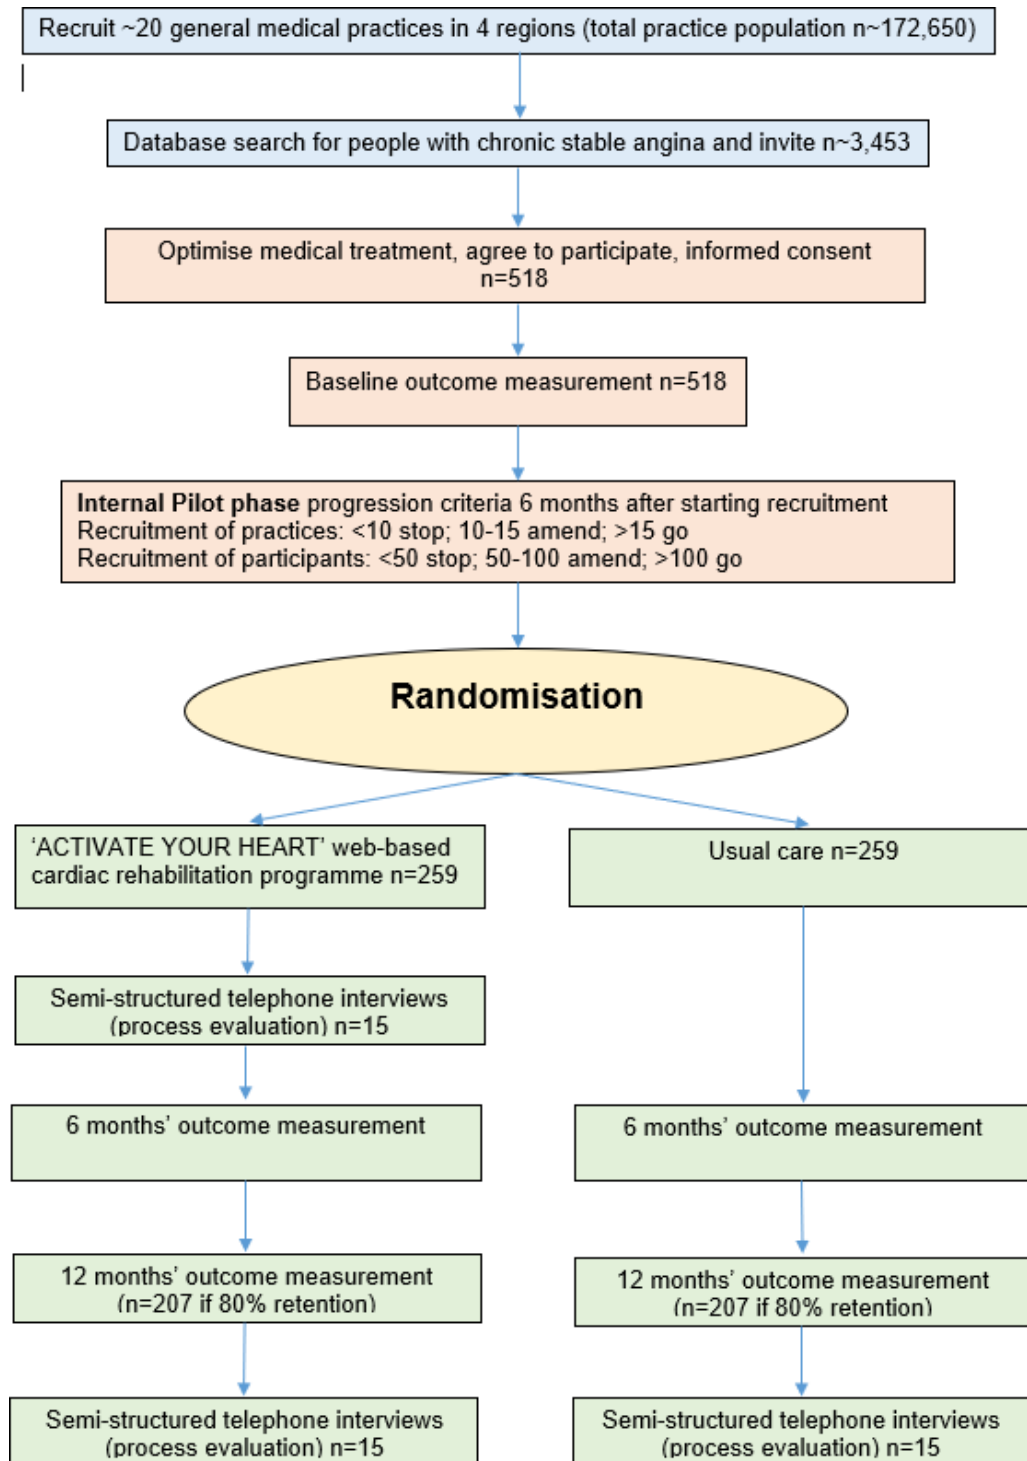 Recruit ~20 general medical practices in 4 regions (total practice population n~172,650)
Database search for people with chronic stable angina and invite n~3,453
Optimise medical treatment, agree to participate, informed consent
n=518
Baseline outcome measurement n=518
Internal Pilot phase progression criteria 6 months after starting recruitment
Recruitment of practices: <10 stop; 10-15 amend; >15 go
Recruitment of participants: <50 stop; 50-100 amend; >100 go
Randomisation
‘ACTIVATE YOUR HEART’ web-based
cardiac rehabilitation programme n=259
Usual care n=259
Semi-structured telephone interviews
(process evaluation) n=15
6 months’ outcome measurement
6 months’ outcome measurement
12 months’ outcome measurement
(n=207 if 80% retention)
12 months’ outcome measurement
(n=207 if 80% retention)
Semi-structured telephone interviews
(process evaluation) n=15
Semi-structured telephone interviews
(process evaluation) n=15